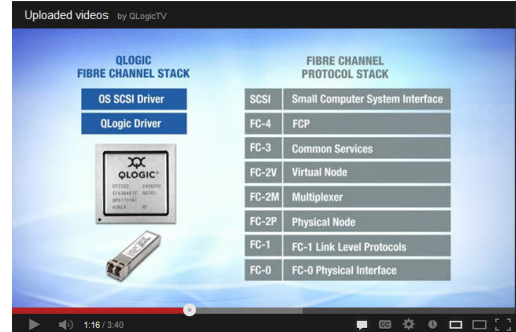 Uploaded videos by QLogicTV
QLOGIC
FIBRE CHANNEL STACK
OS SCSI Driver
QLogic Driver
QLOGIC
KOREA
FIBRE CHANNEL
PROTOCOL STACK
SCSI Small Computer System Interface
FC-4 FCP
FC-3 Common Services
FC-2V Virtual Node
FC-2M Multiplexer
FC-2P Physical Node
FC-1 FC-1 Link Level Protocols
FC-0 FC-0 Physical Interface
1:16 / 3:40
CC